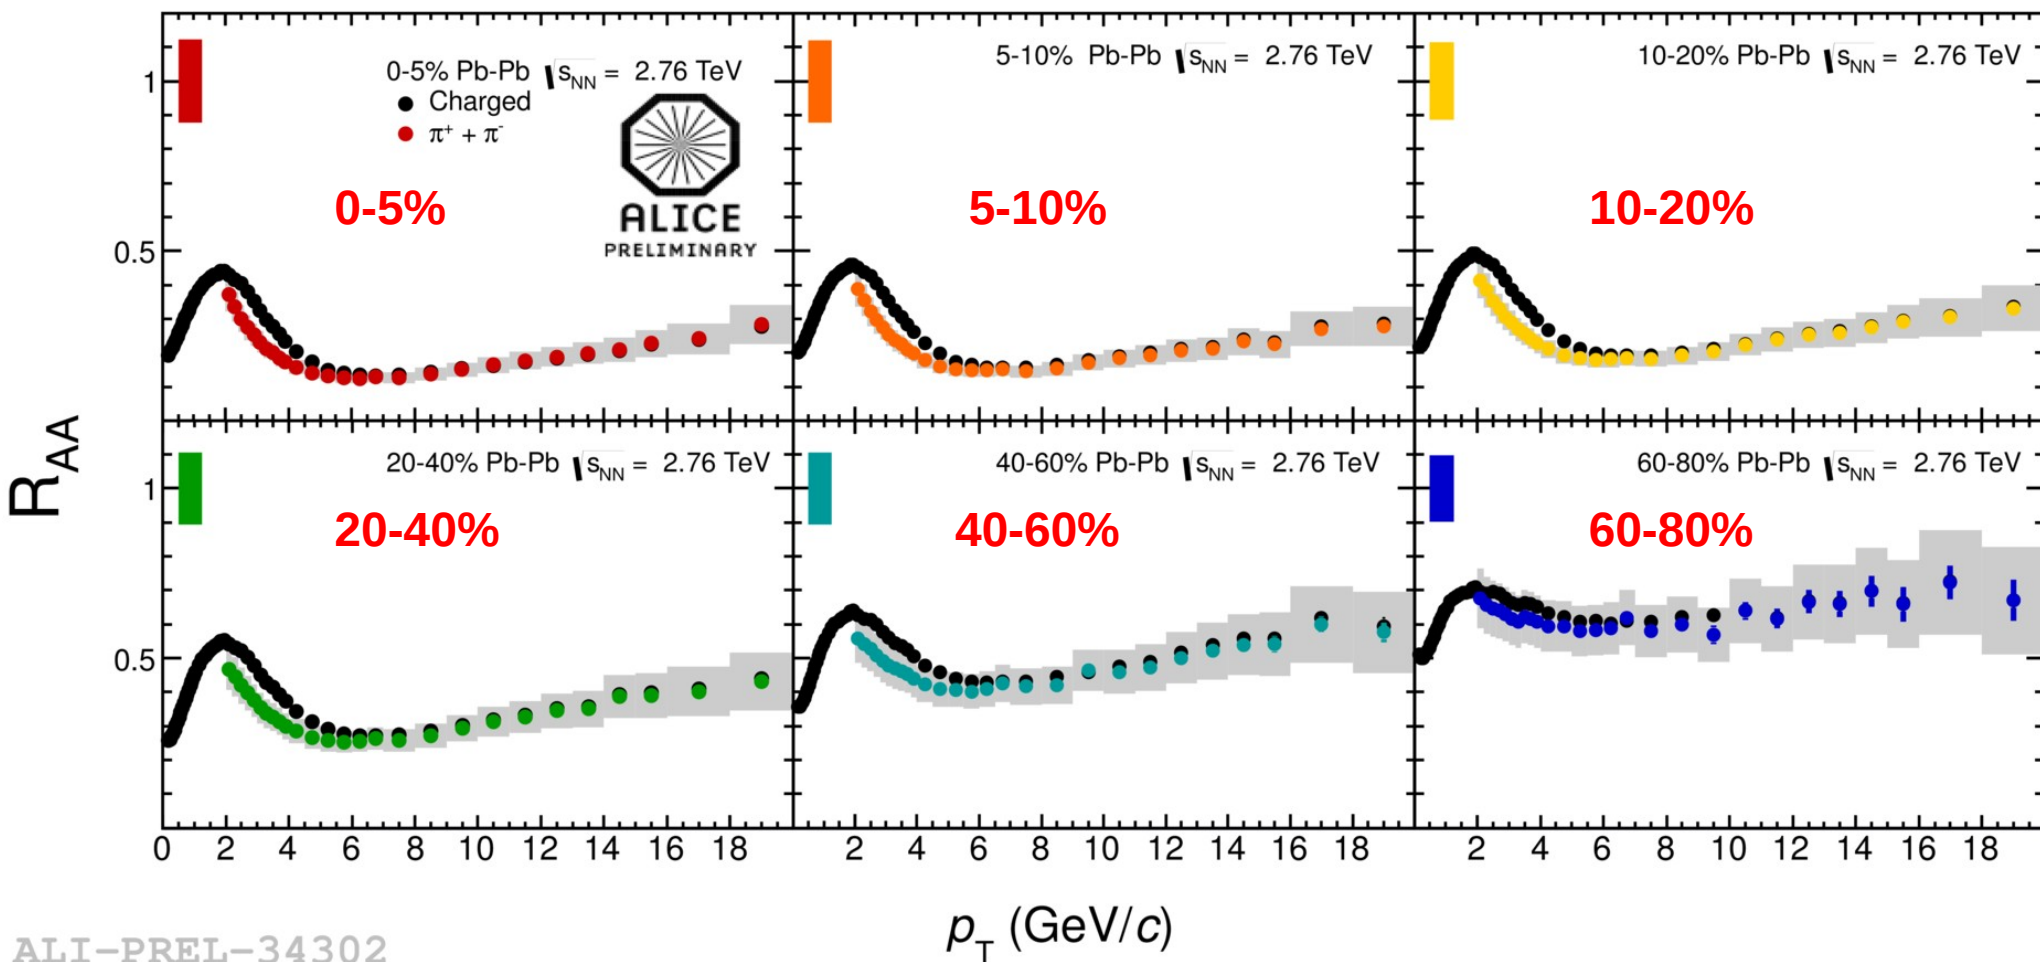 0-5% Pb-Pb √sNN = 2.76 TeV
Charged
π+ + π-
ALICE
PRELIMINARY
0-5%
5-10% Pb-Pb √sNN = 2.76 TeV
5-10%
10-20% Pb-Pb √sNN = 2.76 TeV
10-20%
1
0.5
RAA
20-40% Pb-Pb √sNN = 2.76 TeV
20-40%
40-60% Pb-Pb √sNN = 2.76 TeV
40-60%
60-80% Pb-Pb √sNN = 2.76 TeV
60-80%
1
0.5
0 2 4 6 8 10 12 14 16 18
2 4 6 8 10 12 14 16 18
2 4 6 8 10 12 14 16 18
pT (GeV/c)
ALI-PREL-34302